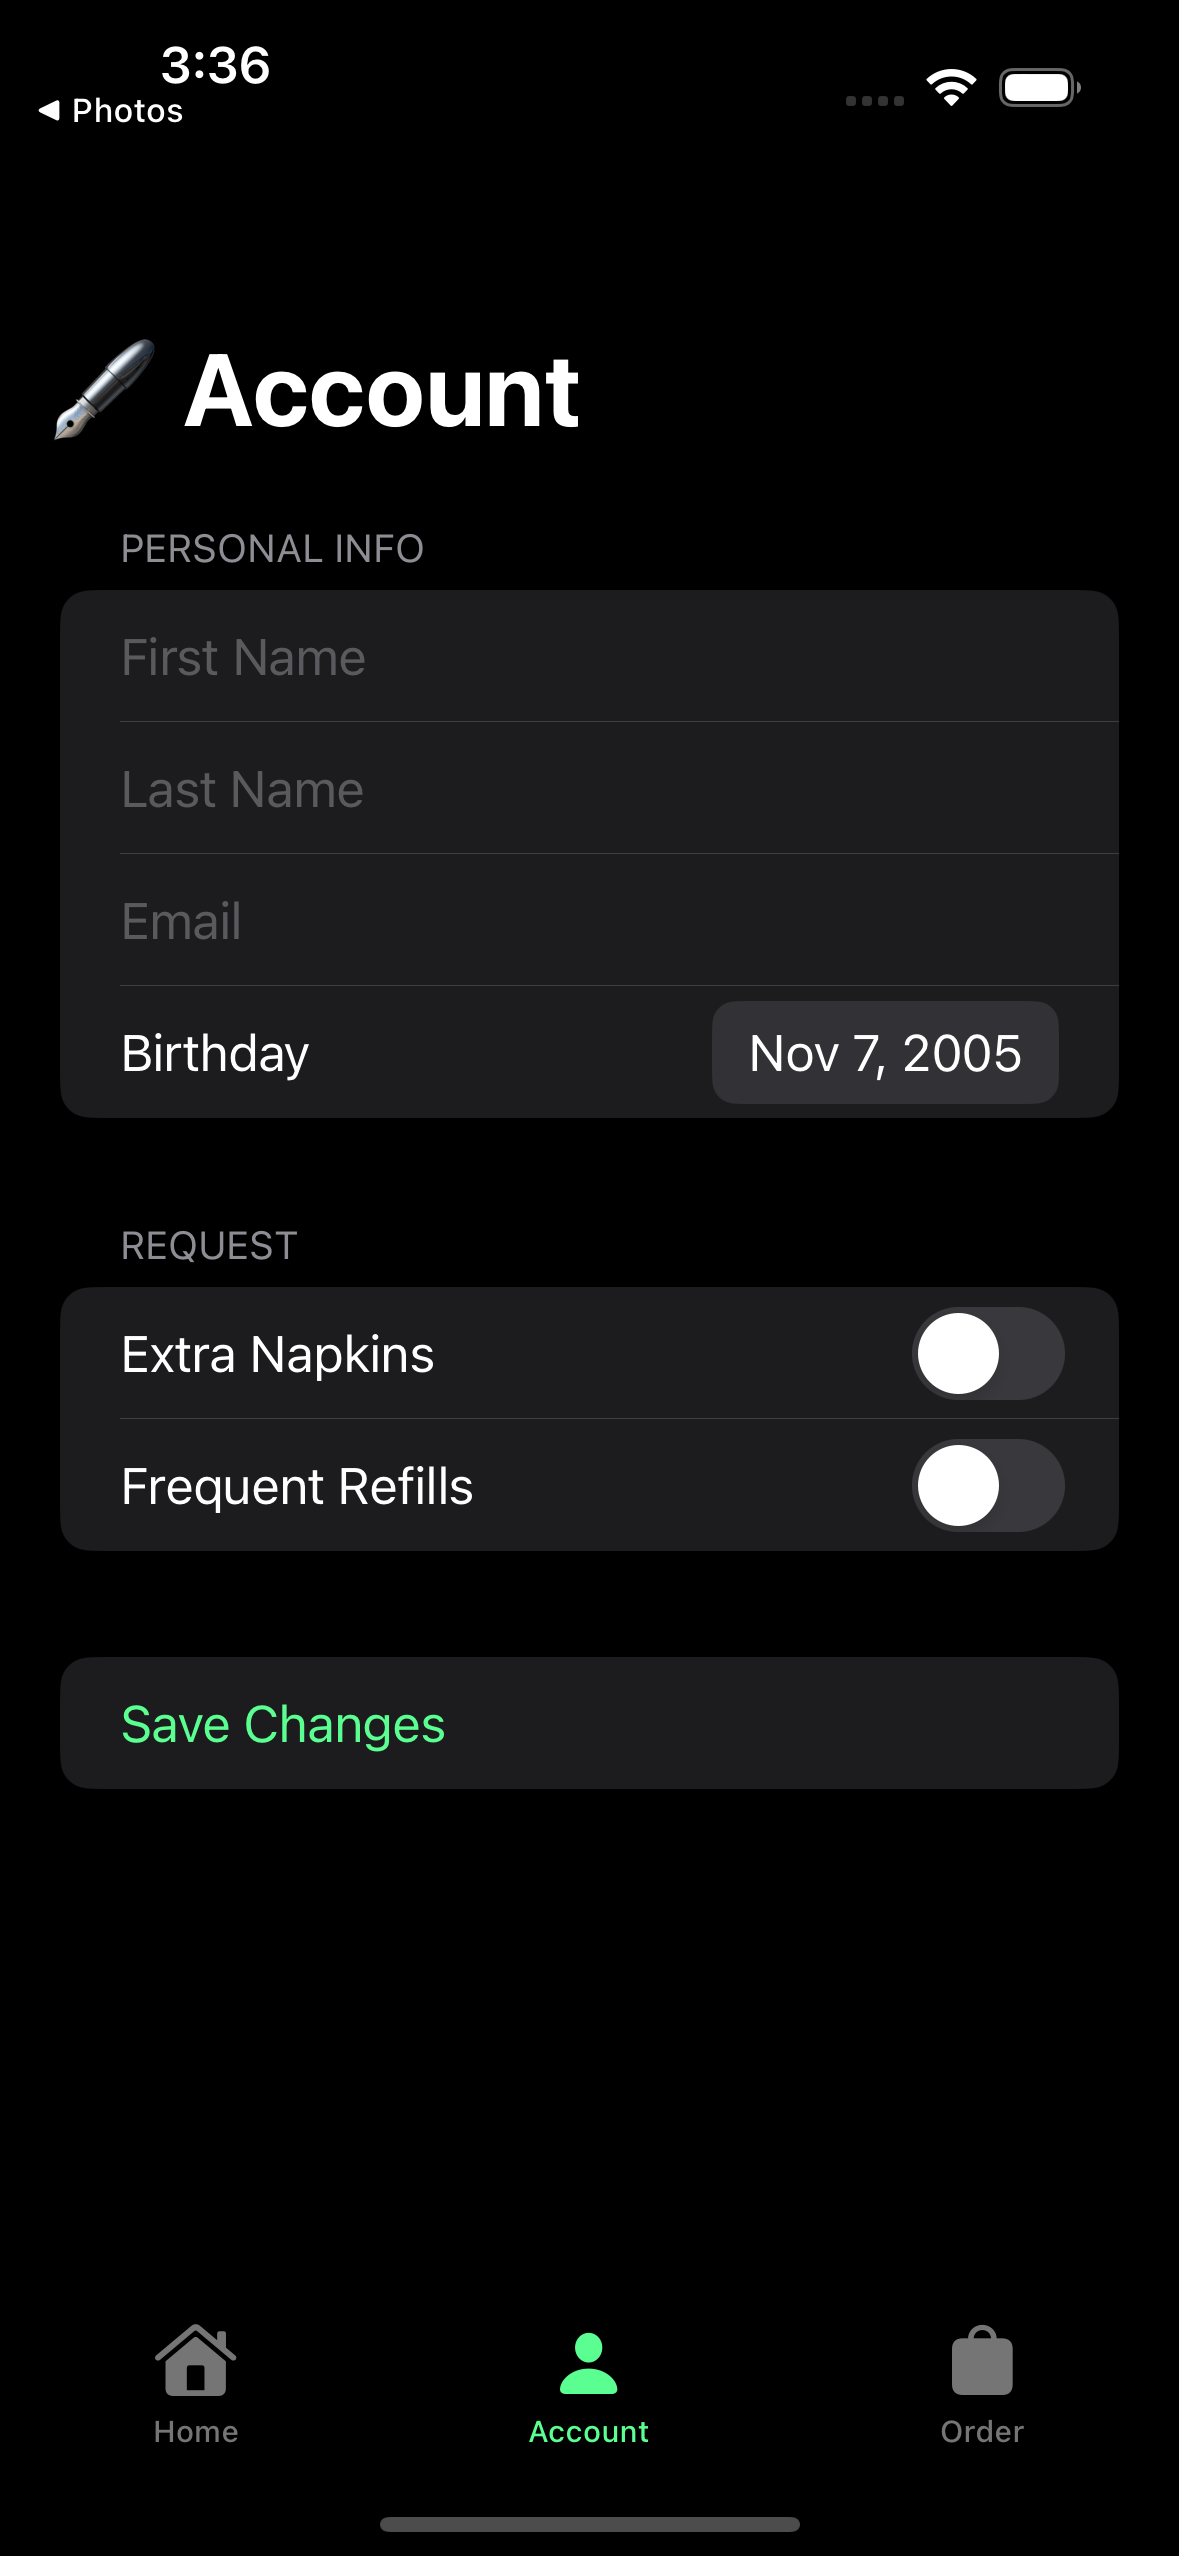 3:36
◀ Photos
Account
PERSONAL INFO
First Name
Last Name
Email
Birthday Nov 7, 2005
REQUEST
Extra Napkins
Frequent Refills
Save Changes
Home Account Order